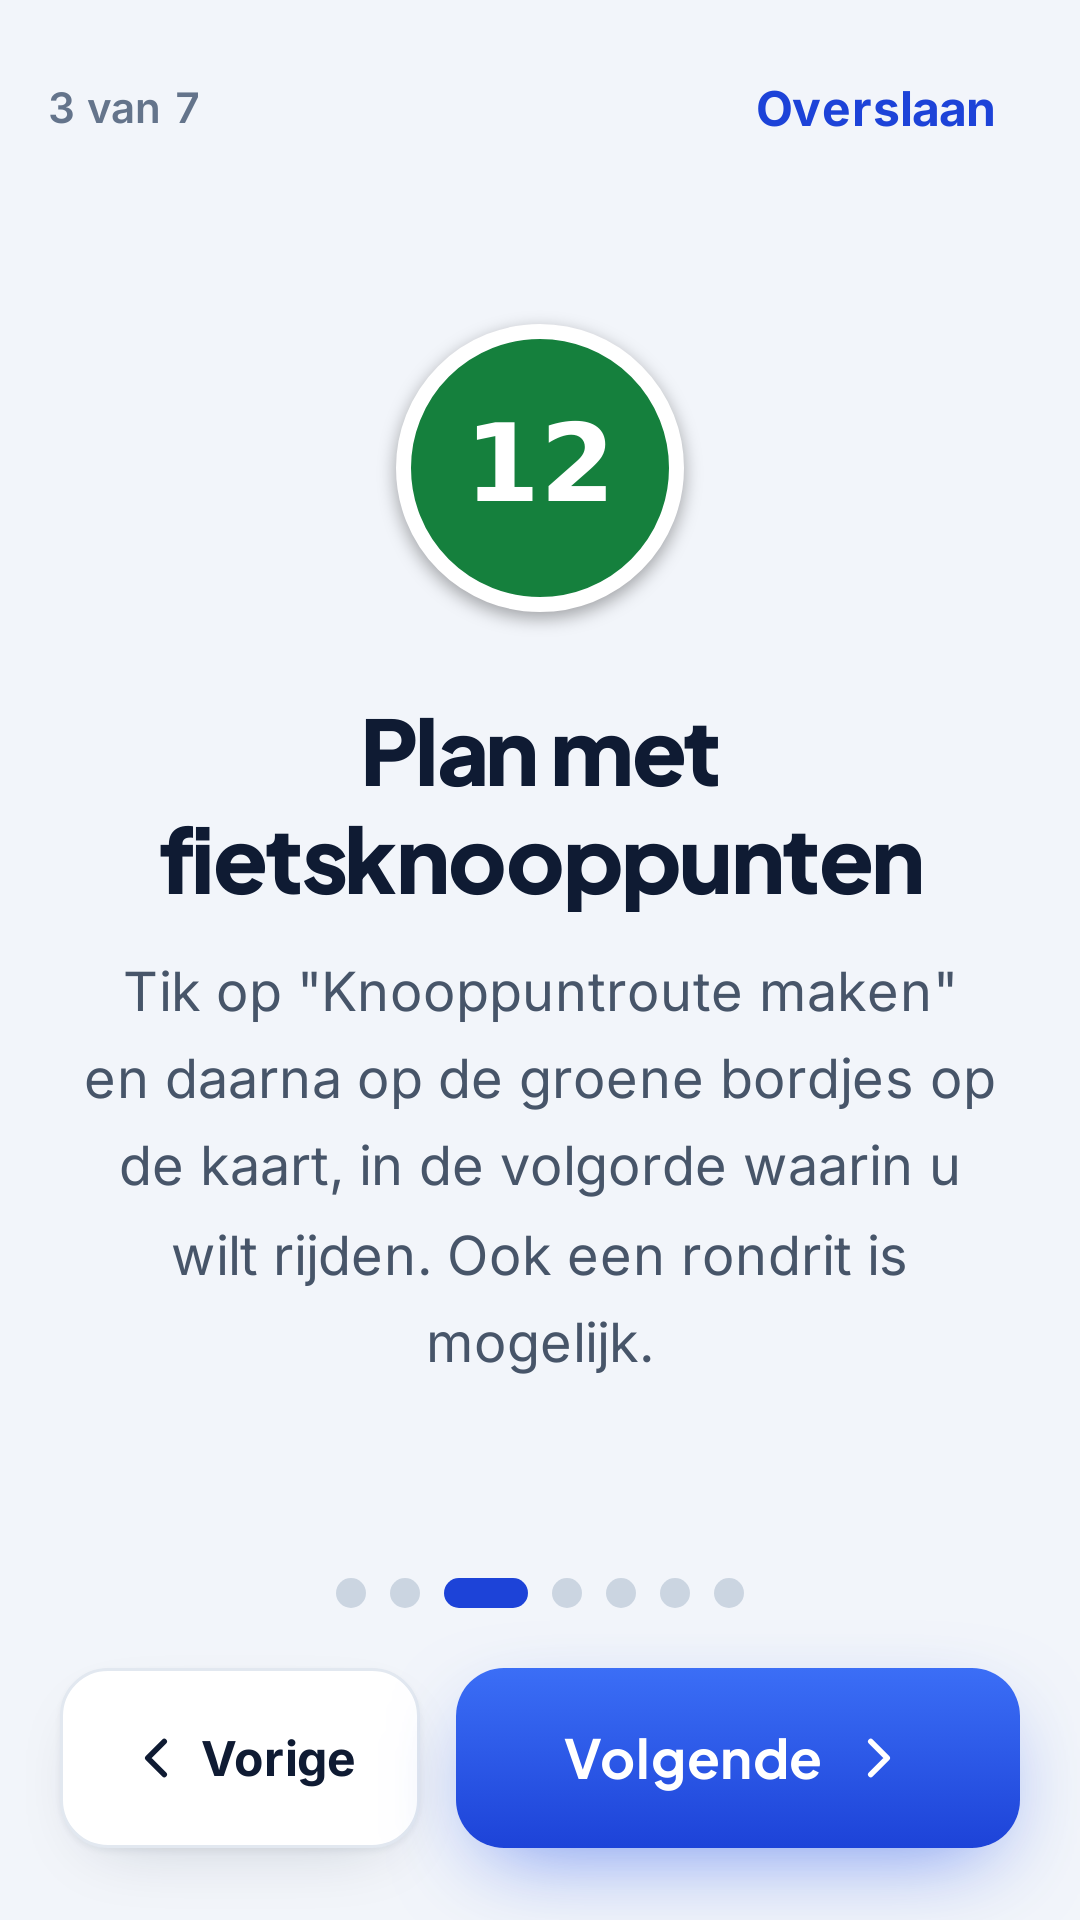 3 van 7
Overslaan
12
Plan met
fietsknooppunten
Tik op "Knooppuntroute maken"
en daarna op de groene bordjes op
de kaart, in de volgorde waarin u
wilt rijden. Ook een rondrit is
mogelijk.
Vorige
Volgende